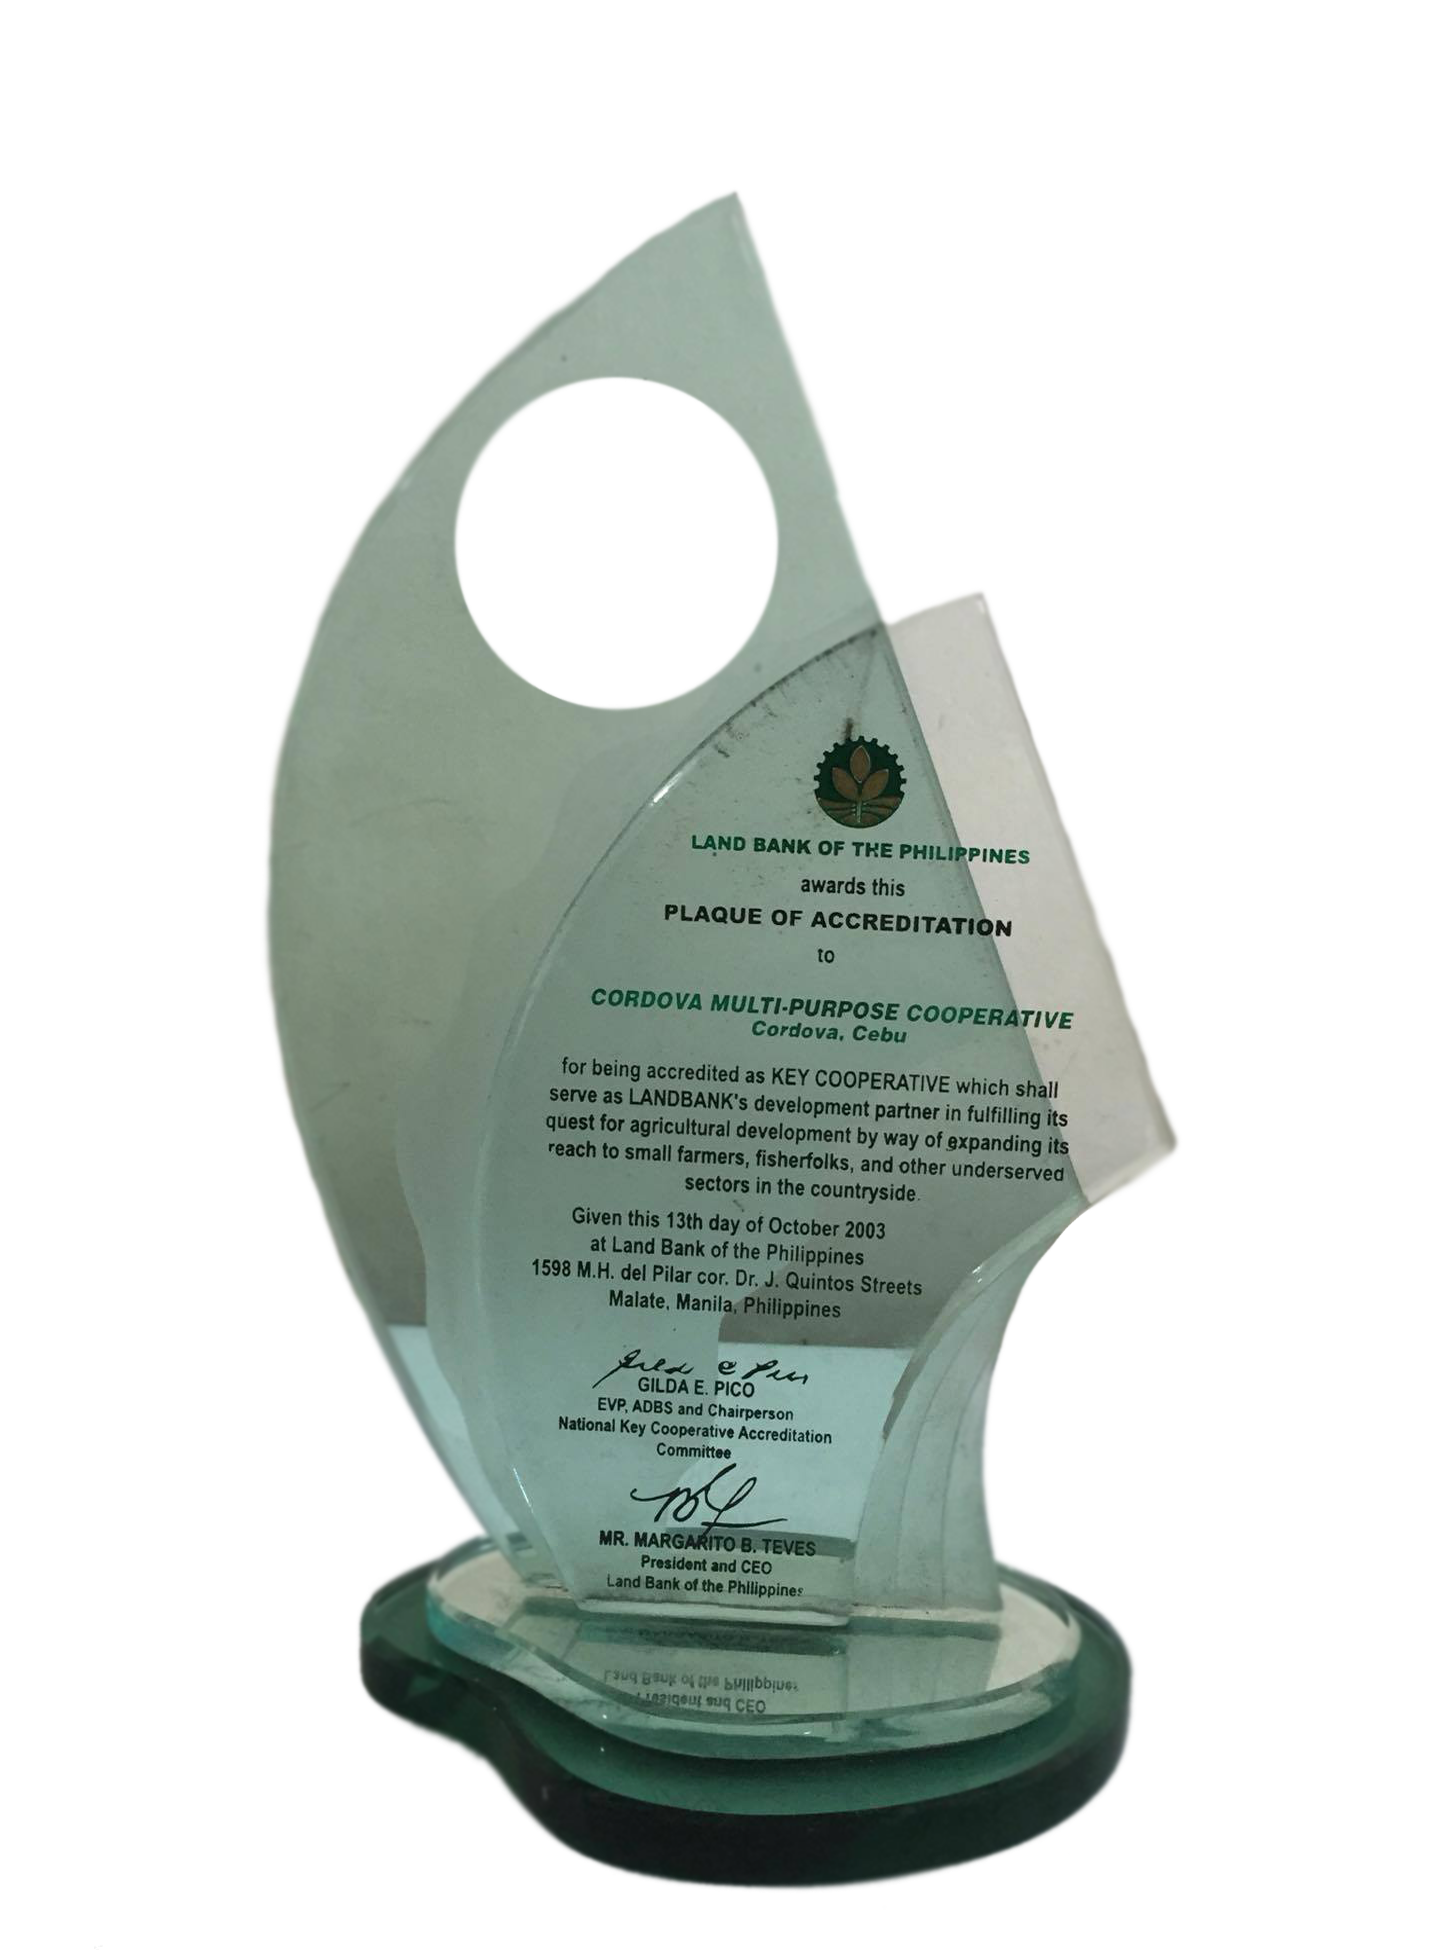 LAND BANK OF THE PHILIPPINES
awards this
PLAQUE OF ACCREDITATION
to
CORDOVA MULTI-PURPOSE COOPERATIVE
Cordova, Cebu
for being accredited as KEY COOPERATIVE which shall
serve as LANDBANK's development partner in fulfilling its
quest for agricultural development by way of expanding its
reach to small farmers, fisherfolks, and other underserved
sectors in the countryside.
Given this 13th day of October 2003
at Land Bank of the Philippines
1598 M.H. del Pilar cor. Dr. J. Quintos Streets
Malate, Manila, Philippines
Gilda E Pico
GILDA E. PICO
EVP, ADBS and Chairperson
National Key Cooperative Accreditation
Committee
MR. MARGARITO B. TEVES
President and CEO
Land Bank of the Philippines